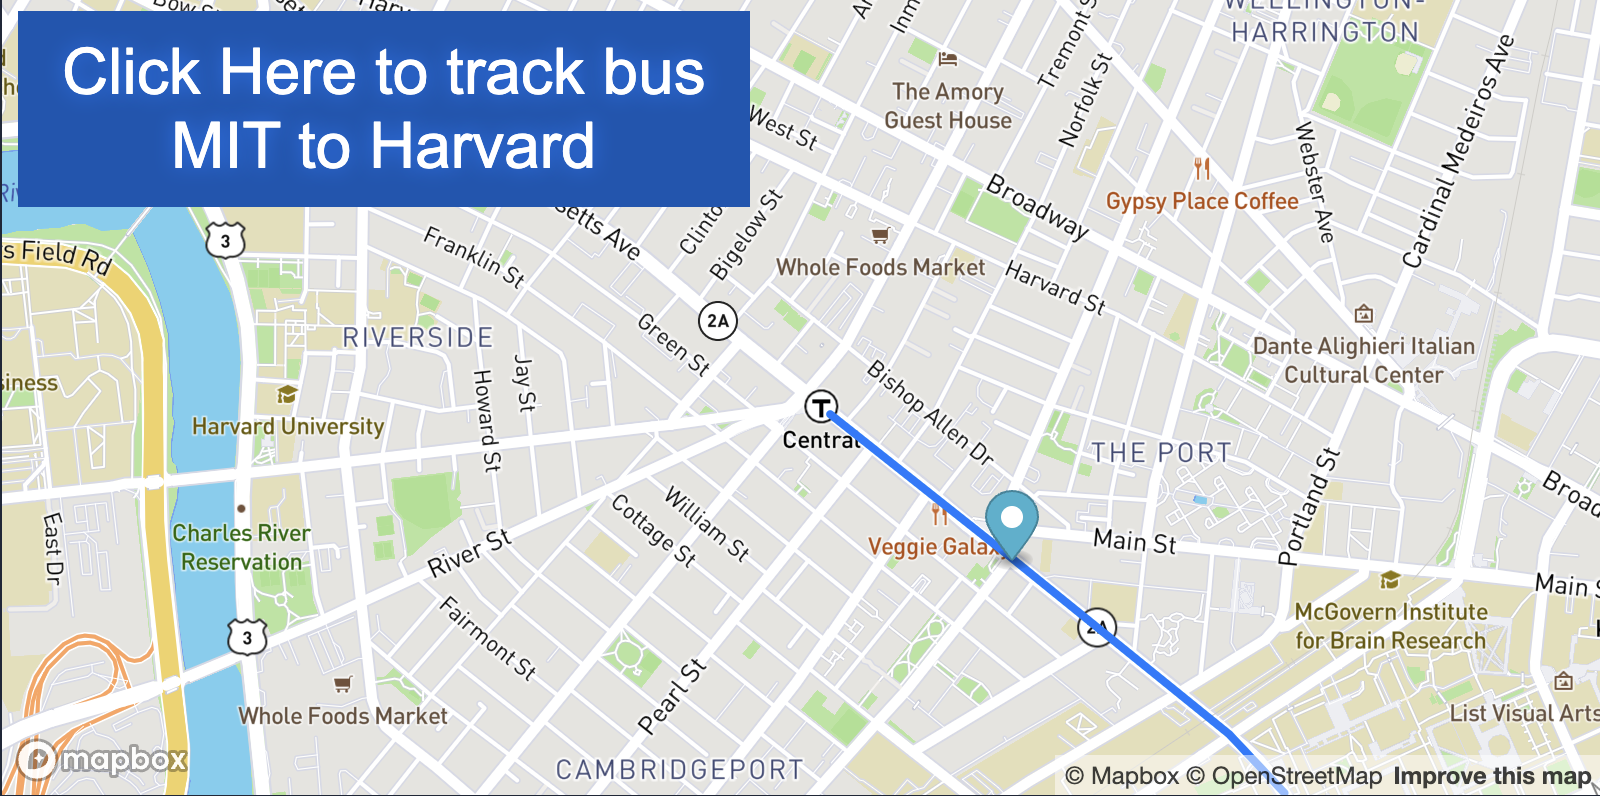 Click Here to track bus
MIT to Harvard
WELLINGTON-
HARRINGTON
The Amory
Guest House
Tremont S
Norfolk St
West St
Broadway
Gypsy Place Coffee
Webster Ave
Cardinal Medeiros Ave
3
s Field Rd
Franklin St
setts Ave
Clinto
Bigelow St
Whole Foods Market
Harvard St
2A
RIVERSIDE
Green St
Jay St
Howard St
Dante Alighieri Italian
Cultural Center
siness
Harvard University
T
Central
Bishop Allen Dr
THE PORT
Portland St
Broad
East Dr
Charles River
Reservation
River St
William St
Cottage St
Veggie Galaxy
Main St
Main S
McGovern Institute
for Brain Research
3
Fairmont St
2A
Pearl St
Whole Foods Market
List Visual Arts
mapbox
CAMBRIDGEPORT
© Mapbox © OpenStreetMap Improve this map